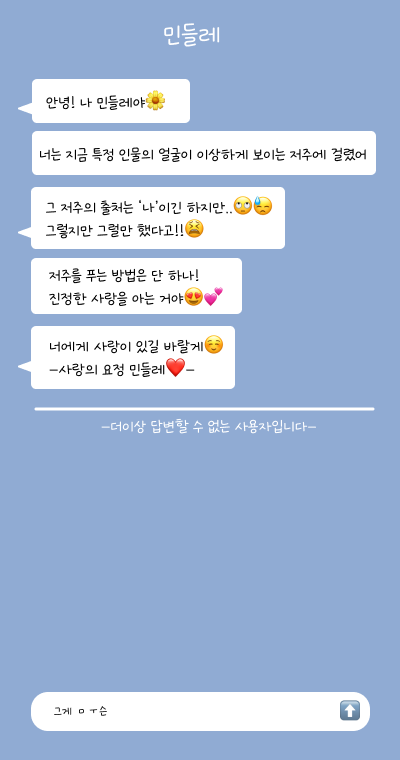 민들레
안녕! 나 민들레야🌼
너는 지금 특정 인물의 얼굴이 이상하게 보이는 저주에 걸렸어
그 저주의 출처는 '나'이긴 하지만..🙄😓
그렇지만 그럴만 했다고!!😫
저주를 푸는 방법은 단 하나!
진정한 사랑을 아는 거야😍💕
너에게 사랑이 있길 바랄게☺️
-사랑의 요정 민들레❤️-
-더이상 답변할 수 없는 사용자입니다-
그게 ㅁ ㅜ슨